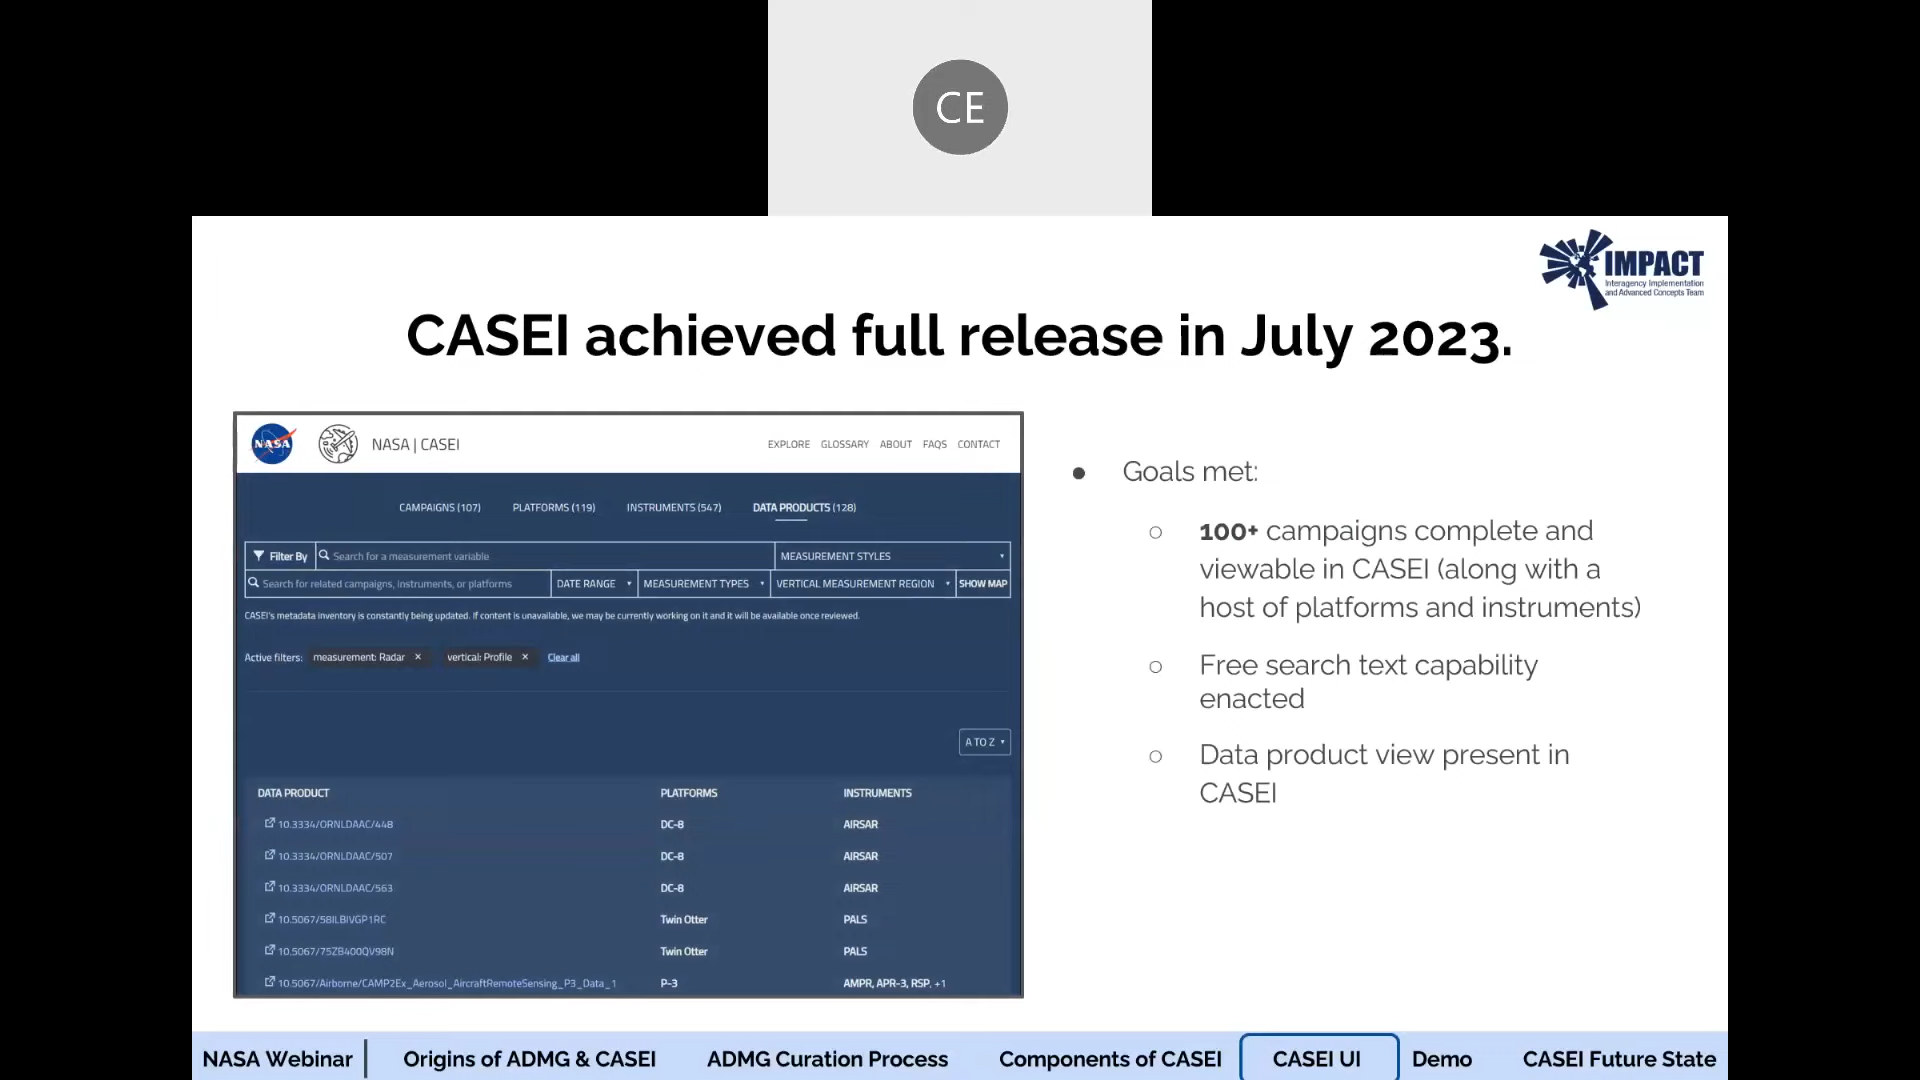 CE
IMPACT
Interagency Implementation
and Advanced Concepts Team
CASEI achieved full release in July 2023.
NASA
NASA | CASEI
EXPLORE GLOSSARY ABOUT FAQS CONTACT
CAMPAIGNS (107) PLATFORMS (119) INSTRUMENTS (547) DATA PRODUCTS (128)
Filter By Search for a measurement variable MEASUREMENT STYLES
Search for related campaigns, instruments, or platforms DATE RANGE MEASUREMENT TYPES VERTICAL MEASUREMENT REGION SHOW MAP
CASEI's metadata inventory is constantly being updated. If content is unavailable, we may be currently working on it and it will be available once reviewed.
Active filters: measurement: Radar × vertical: Profile × Clear all
A TO Z
DATA PRODUCT PLATFORMS INSTRUMENTS
10.3334/ORNLDAAC/448 DC-8 AIRSAR
10.3334/ORNLDAAC/507 DC-8 AIRSAR
10.3334/ORNLDAAC/563 DC-8 AIRSAR
10.5067/5BILBIVGP1RC Twin Otter PALS
10.5067/75ZB400QV98N Twin Otter PALS
10.5067/Airborne/CAMP2Ex_Aerosol_AircraftRemoteSensing_P3_Data_1 P-3 AMPR, APR-3, RSP, +1
● Goals met:
○ 100+ campaigns complete and
viewable in CASEI (along with a
host of platforms and instruments)
○ Free search text capability
enacted
○ Data product view present in
CASEI
NASA Webinar | Origins of ADMG & CASEI ADMG Curation Process Components of CASEI CASEI UI Demo CASEI Future State